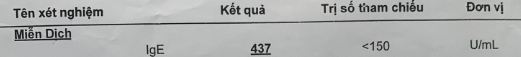 Tên xét nghiệm Kết quả Trị số tham chiếu Đơn vị
Miễn Dịch
IgE 437 <150 U/mL